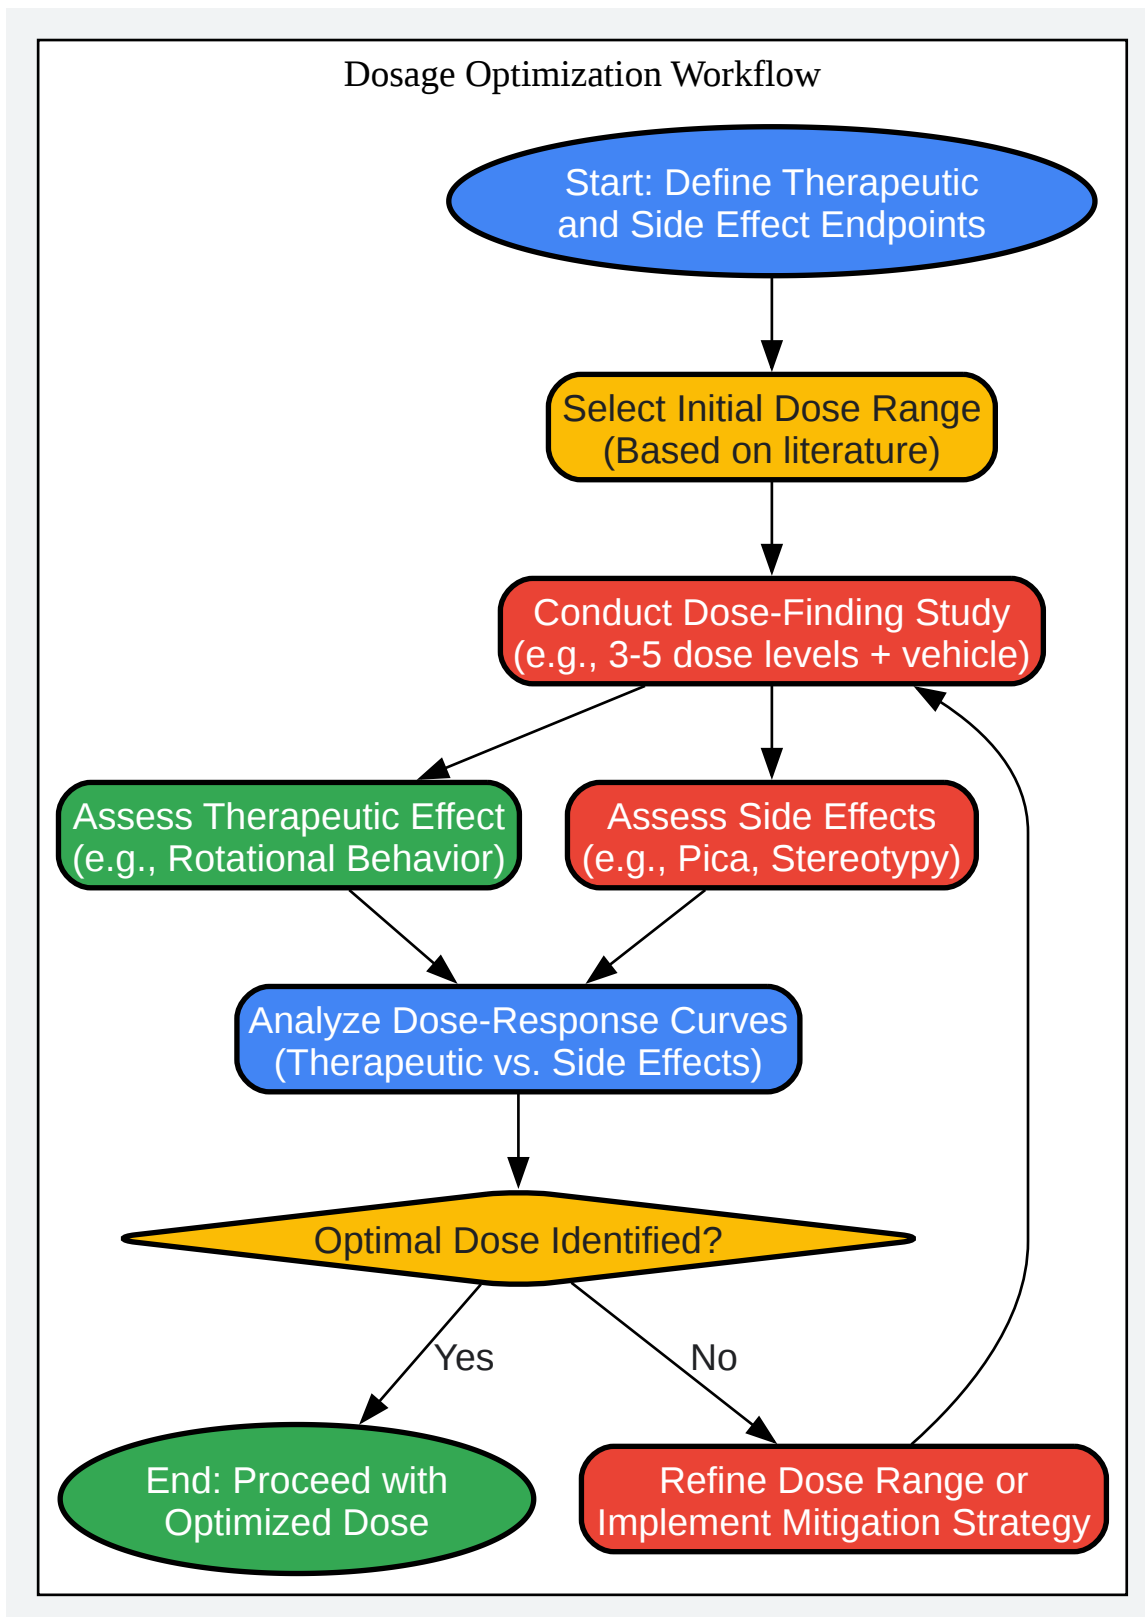 Dosage Optimization Workflow
Start: Define Therapeutic
and Side Effect Endpoints
Select Initial Dose Range
(Based on literature)
Conduct Dose-Finding Study
(e.g., 3-5 dose levels + vehicle)
Assess Therapeutic Effect
(e.g., Rotational Behavior)
Assess Side Effects
(e.g., Pica, Stereotypy)
Analyze Dose-Response Curves
(Therapeutic vs. Side Effects)
Optimal Dose Identified?
Yes
No
End: Proceed with
Optimized Dose
Refine Dose Range or
Implement Mitigation Strategy